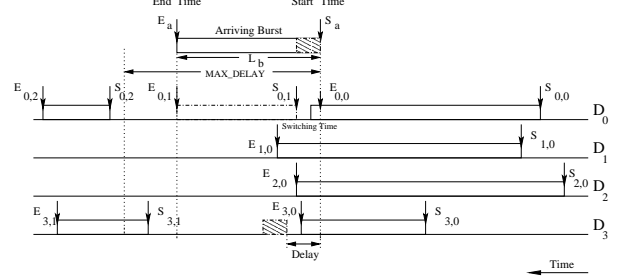 End Time Start Time
E a S a
Arriving Burst
L b
MAX_DELAY
E 0,2 S 0,2 E 0,1 S 0,1 E 0,0 S 0,0
D 0
Switching Time
E 1,0 S 1,0
D 1
E 2,0 S 2,0
D 2
E 3,1 S 3,1 E 3,0 S 3,0
D 3
Delay
Time